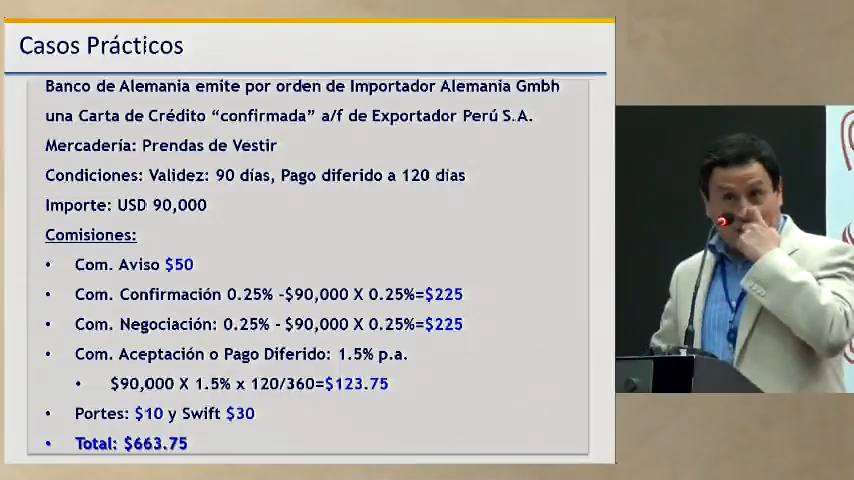 Casos Prácticos
Banco de Alemania emite por orden de Importador Alemania Gmbh
una Carta de Crédito “confirmada” a/f de Exportador Perú S.A.
Mercadería: Prendas de Vestir
Condiciones: Validez: 90 días, Pago diferido a 120 días
Importe: USD 90,000
Comisiones:
• Com. Aviso $50
• Com. Confirmación 0.25% -$90,000 X 0.25%=$225
• Com. Negociación: 0.25% - $90,000 X 0.25%=$225
• Com. Aceptación o Pago Diferido: 1.5% p.a.
• $90,000 X 1.5% x 120/360=$123.75
• Portes: $10 y Swift $30
• Total: $663.75